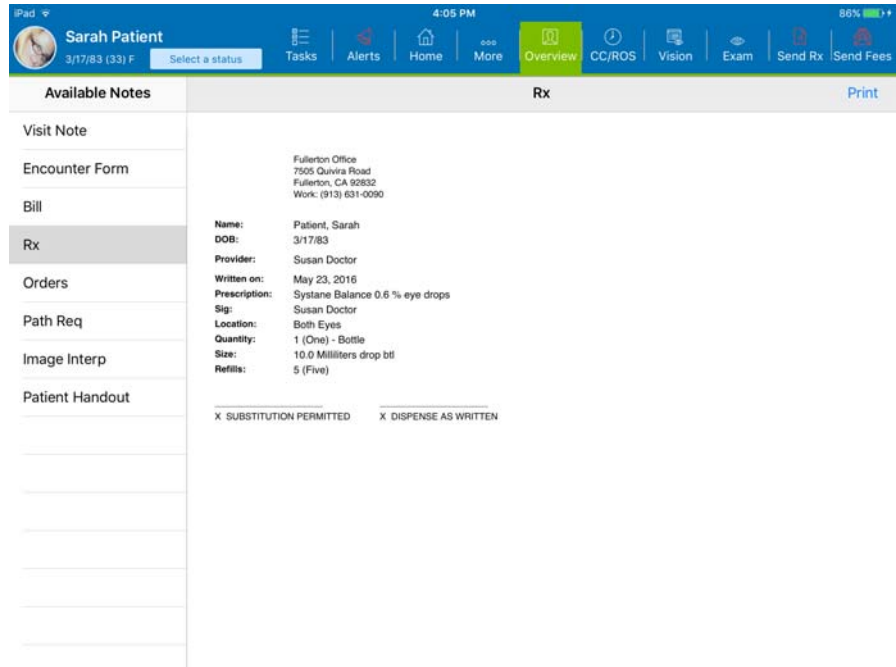 iPad 4:05 PM 86%
Sarah Patient
3/17/83 (33) F Select a status
Tasks Alerts Home More Overview CC/ROS Vision Exam Send Rx Send Fees
Available Notes Rx Print
Visit Note
Encounter Form
Bill
Rx
Orders
Path Req
Image Interp
Patient Handout
Fullerton Office
7505 Quivira Road
Fullerton, CA 92832
Work: (913) 631-0090
Name: Patient, Sarah
DOB: 3/17/83
Provider: Susan Doctor
Written on: May 23, 2016
Prescription: Systane Balance 0.6 % eye drops
Sig: Susan Doctor
Location: Both Eyes
Quantity: 1 (One) - Bottle
Size: 10.0 Milliliters drop btl
Refills: 5 (Five)
X SUBSTITUTION PERMITTED X DISPENSE AS WRITTEN